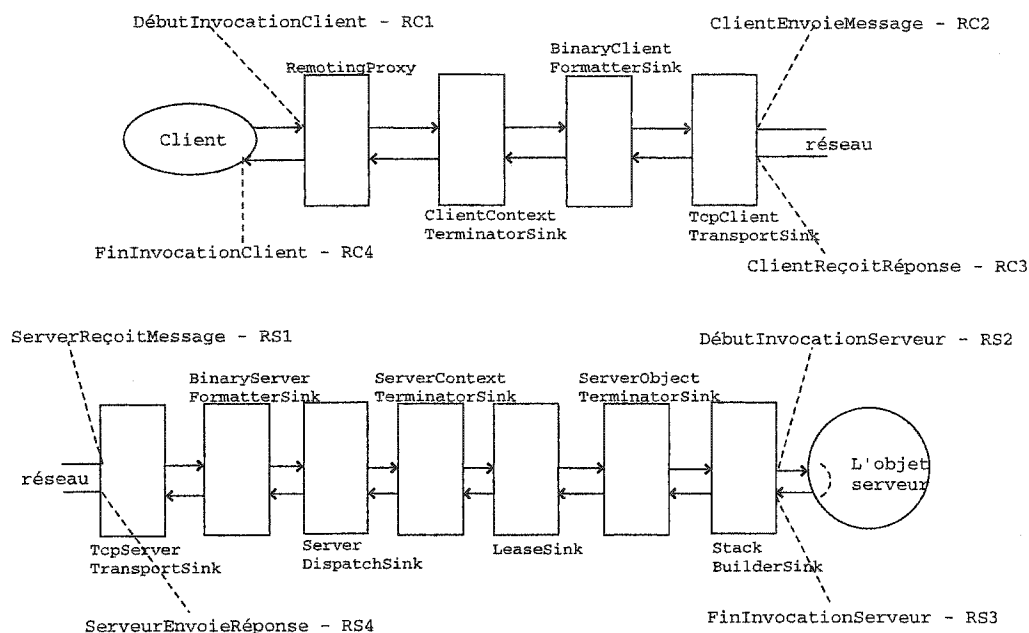 DébutInvocationClient - RC1
ClientEnvoieMessage - RC2
BinaryClient
FormatterSink
RemotingProxy
Client
réseau
ClientContext
TerminatorSink
TcpClient
TransportSink
FinInvocationClient - RC4
ClientReçoitRéponse - RC3
ServerReçoitMessage - RS1
DébutInvocationServeur - RS2
BinaryServer
FormatterSink
ServerContext
TerminatorSink
ServerObject
TerminatorSink
réseau
L'objet
serveur
TcpServer
TransportSink
Server
DispatchSink
LeaseSink
Stack
BuilderSink
FinInvocationServeur - RS3
ServeurEnvoieRéponse - RS4